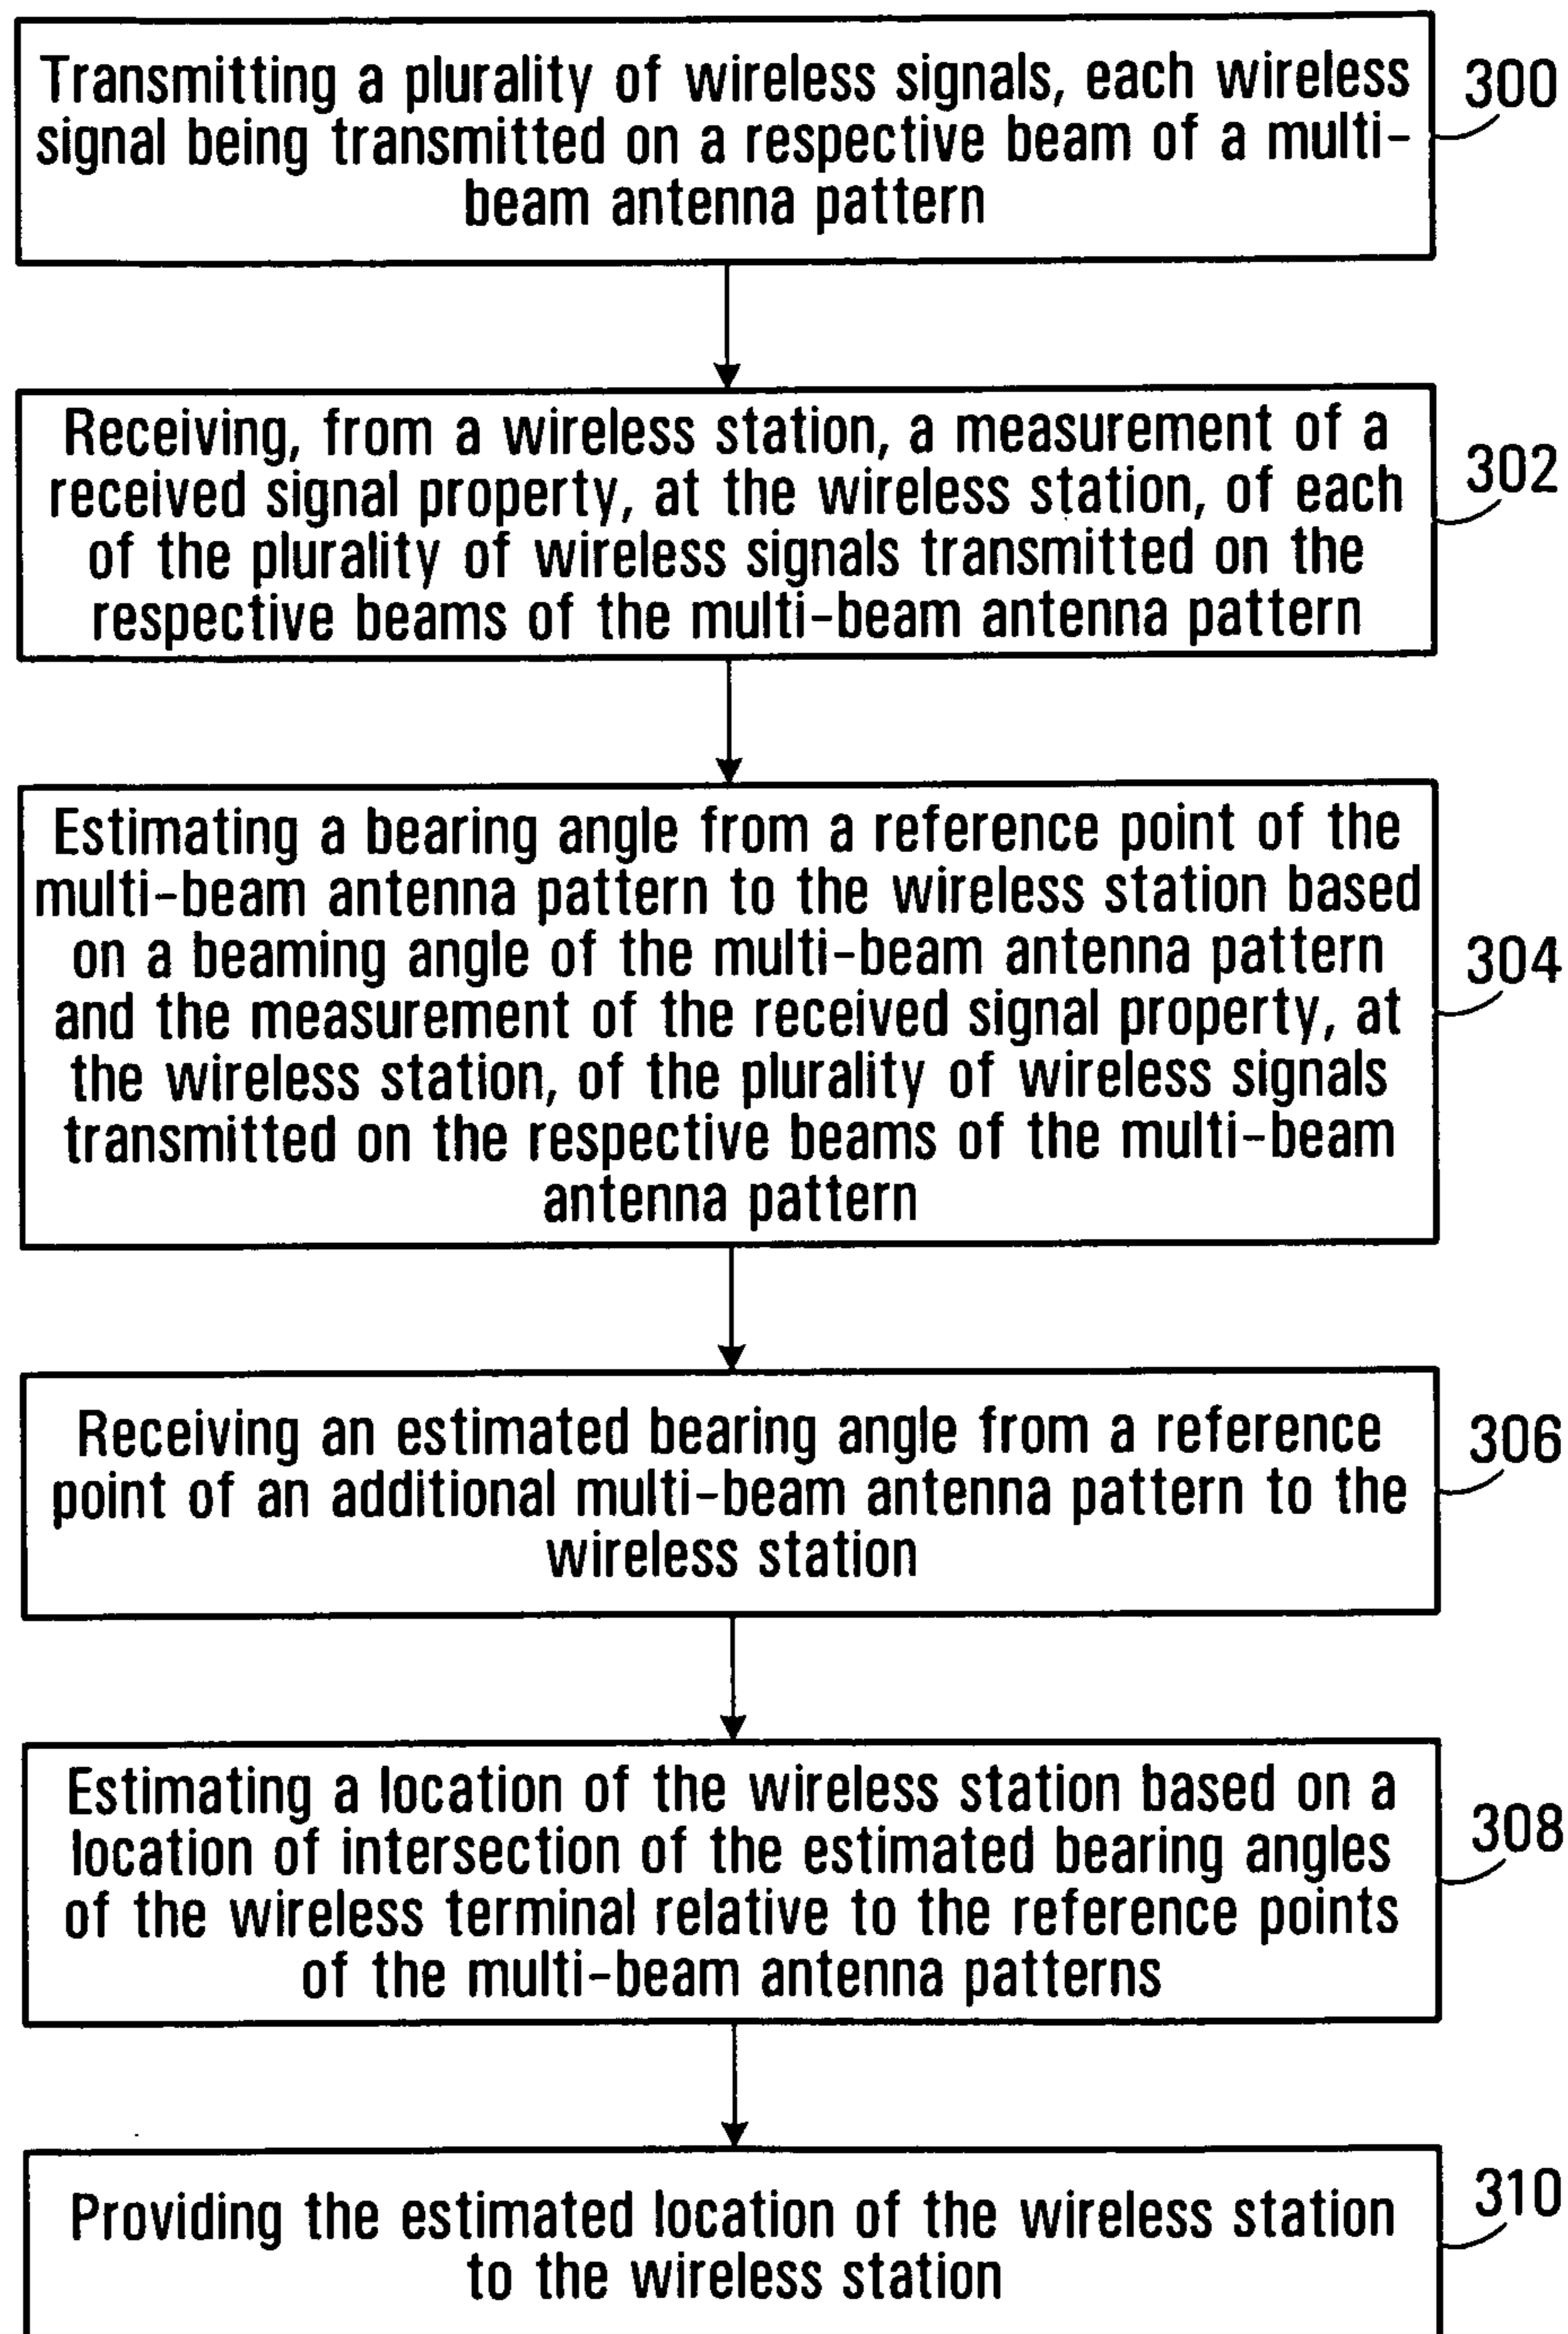 Transmitting a plurality of wireless signals, each wireless
signal being transmitted on a respective beam of a multi-
beam antenna pattern
300
Receiving, from a wireless station, a measurement of a
received signal property, at the wireless station, of each
of the plurality of wireless signals transmitted on the
respective beams of the multi-beam antenna pattern
302
Estimating a bearing angle from a reference point of the
multi-beam antenna pattern to the wireless station based
on a beaming angle of the multi-beam antenna pattern
and the measurement of the received signal property, at
the wireless station, of the plurality of wireless signals
transmitted on the respective beams of the multi-beam
antenna pattern
304
Receiving an estimated bearing angle from a reference
point of an additional multi-beam antenna pattern to the
wireless station
306
Estimating a location of the wireless station based on a
location of intersection of the estimated bearing angles
of the wireless terminal relative to the reference points
of the multi-beam antenna patterns
308
Providing the estimated location of the wireless station
to the wireless station
310